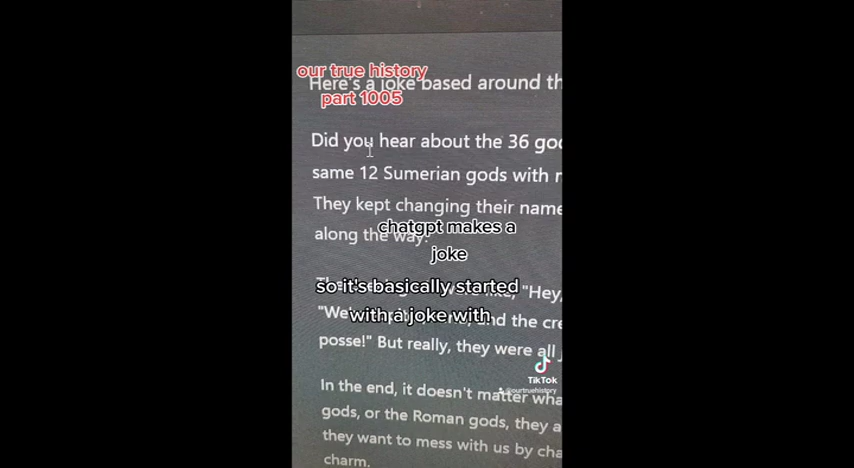 our true history
part 1005
Here's a joke based around th
Did you hear about the 36 go
same 12 Sumerian gods with
They kept changing their name
along the way.
chatgpt makes a
joke
so it's basically started
with a joke with
"Hey,
and the cre
posse!" But really, they were all
TikTok
@ourtruehistory
In the end, it doesn't matter wha
gods, or the Roman gods, they a
they want to mess with us by cha
charm.